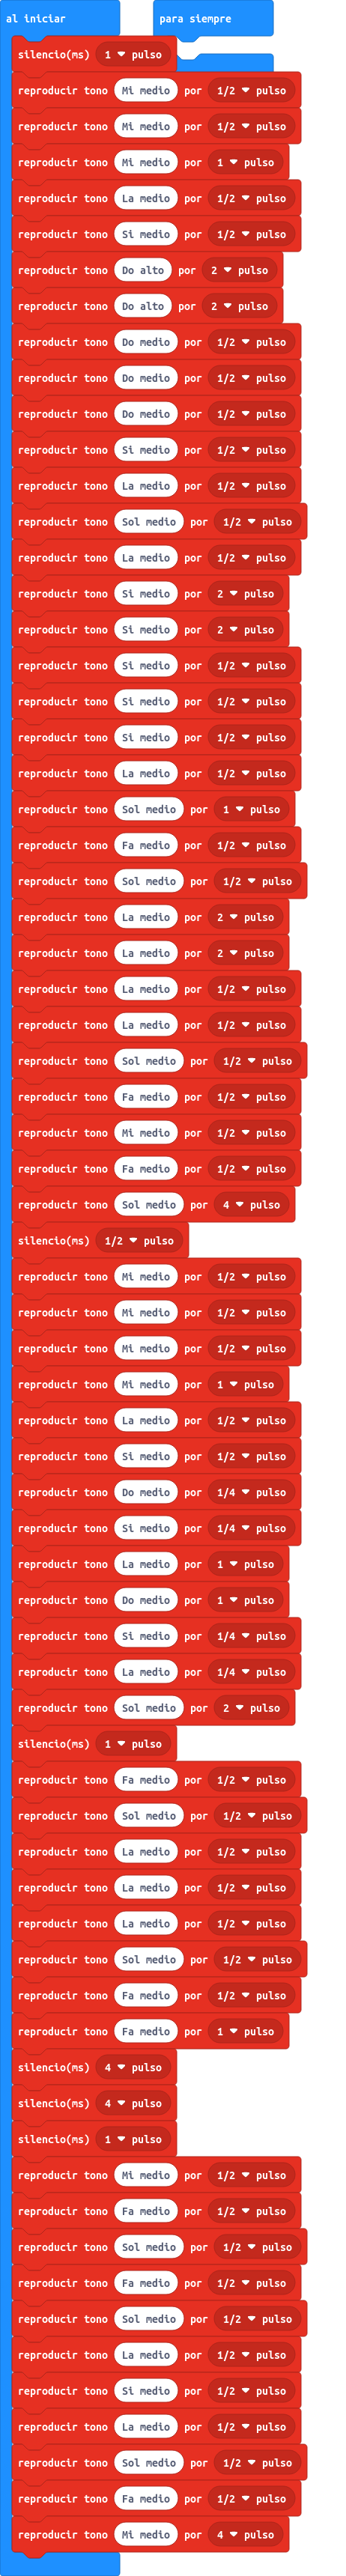 al iniciar
para siempre
silencio(ms) 1 pulso
reproducir tono Mi medio por 1/2 pulso
reproducir tono Mi medio por 1/2 pulso
reproducir tono Mi medio por 1 pulso
reproducir tono La medio por 1/2 pulso
reproducir tono Si medio por 1/2 pulso
reproducir tono Do alto por 2 pulso
reproducir tono Do alto por 2 pulso
reproducir tono Do medio por 1/2 pulso
reproducir tono Do medio por 1/2 pulso
reproducir tono Do medio por 1/2 pulso
reproducir tono Si medio por 1/2 pulso
reproducir tono La medio por 1/2 pulso
reproducir tono Sol medio por 1/2 pulso
reproducir tono La medio por 1/2 pulso
reproducir tono Si medio por 2 pulso
reproducir tono Si medio por 2 pulso
reproducir tono Si medio por 1/2 pulso
reproducir tono Si medio por 1/2 pulso
reproducir tono Si medio por 1/2 pulso
reproducir tono La medio por 1/2 pulso
reproducir tono Sol medio por 1 pulso
reproducir tono Fa medio por 1/2 pulso
reproducir tono Sol medio por 1/2 pulso
reproducir tono La medio por 2 pulso
reproducir tono La medio por 2 pulso
reproducir tono La medio por 1/2 pulso
reproducir tono La medio por 1/2 pulso
reproducir tono Sol medio por 1/2 pulso
reproducir tono Fa medio por 1/2 pulso
reproducir tono Mi medio por 1/2 pulso
reproducir tono Fa medio por 1/2 pulso
reproducir tono Sol medio por 4 pulso
silencio(ms) 1/2 pulso
reproducir tono Mi medio por 1/2 pulso
reproducir tono Mi medio por 1/2 pulso
reproducir tono Mi medio por 1/2 pulso
reproducir tono Mi medio por 1 pulso
reproducir tono La medio por 1/2 pulso
reproducir tono Si medio por 1/2 pulso
reproducir tono Do medio por 1/4 pulso
reproducir tono Si medio por 1/4 pulso
reproducir tono La medio por 1 pulso
reproducir tono Do medio por 1 pulso
reproducir tono Si medio por 1/4 pulso
reproducir tono La medio por 1/4 pulso
reproducir tono Sol medio por 2 pulso
silencio(ms) 1 pulso
reproducir tono Fa medio por 1/2 pulso
reproducir tono Sol medio por 1/2 pulso
reproducir tono La medio por 1/2 pulso
reproducir tono La medio por 1/2 pulso
reproducir tono La medio por 1/2 pulso
reproducir tono Sol medio por 1/2 pulso
reproducir tono Fa medio por 1/2 pulso
reproducir tono Fa medio por 1 pulso
silencio(ms) 4 pulso
silencio(ms) 4 pulso
silencio(ms) 1 pulso
reproducir tono Mi medio por 1/2 pulso
reproducir tono Fa medio por 1/2 pulso
reproducir tono Sol medio por 1/2 pulso
reproducir tono Fa medio por 1/2 pulso
reproducir tono Sol medio por 1/2 pulso
reproducir tono La medio por 1/2 pulso
reproducir tono Si medio por 1/2 pulso
reproducir tono La medio por 1/2 pulso
reproducir tono Sol medio por 1/2 pulso
reproducir tono Fa medio por 1/2 pulso
reproducir tono Mi medio por 4 pulso